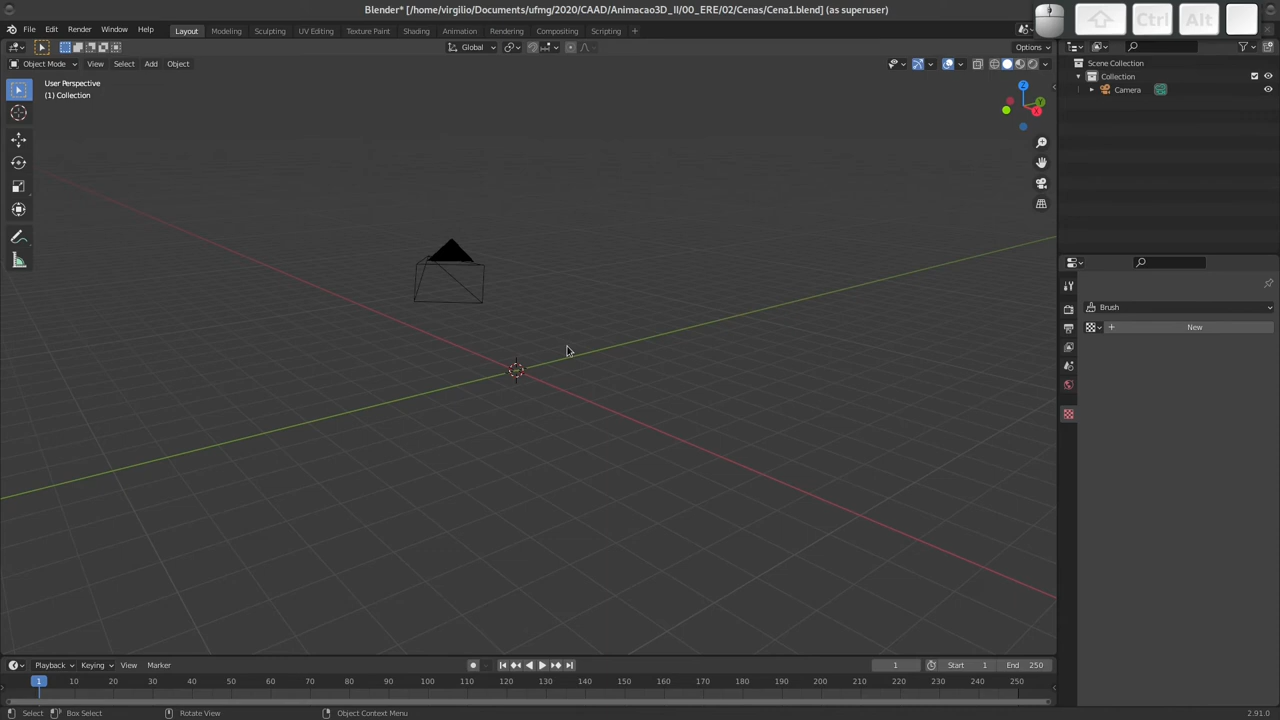 Blender* [/home/virgilio/Documents/ufmg/2020/CAAD/Animacao3D_II/00_ERE/02/Cenas/Cena1.blend] (as superuser)
Ctrl Alt
File Edit Render Window Help Layout Modeling Sculpting UV Editing Texture Paint Shading Animation Rendering Compositing Scripting +
Global Options
Object Mode View Select Add Object
Scene Collection
Collection
Camera
User Perspective
(1) Collection
Z
Y
X
Brush
New
Playback Keying View Marker 1 Start 1 End 250
1 10 20 30 40 50 60 70 80 90 100 110 120 130 140 150 160 170 180 190 200 210 220 230 240 250
Select Box Select Rotate View Object Context Menu 2.91.0